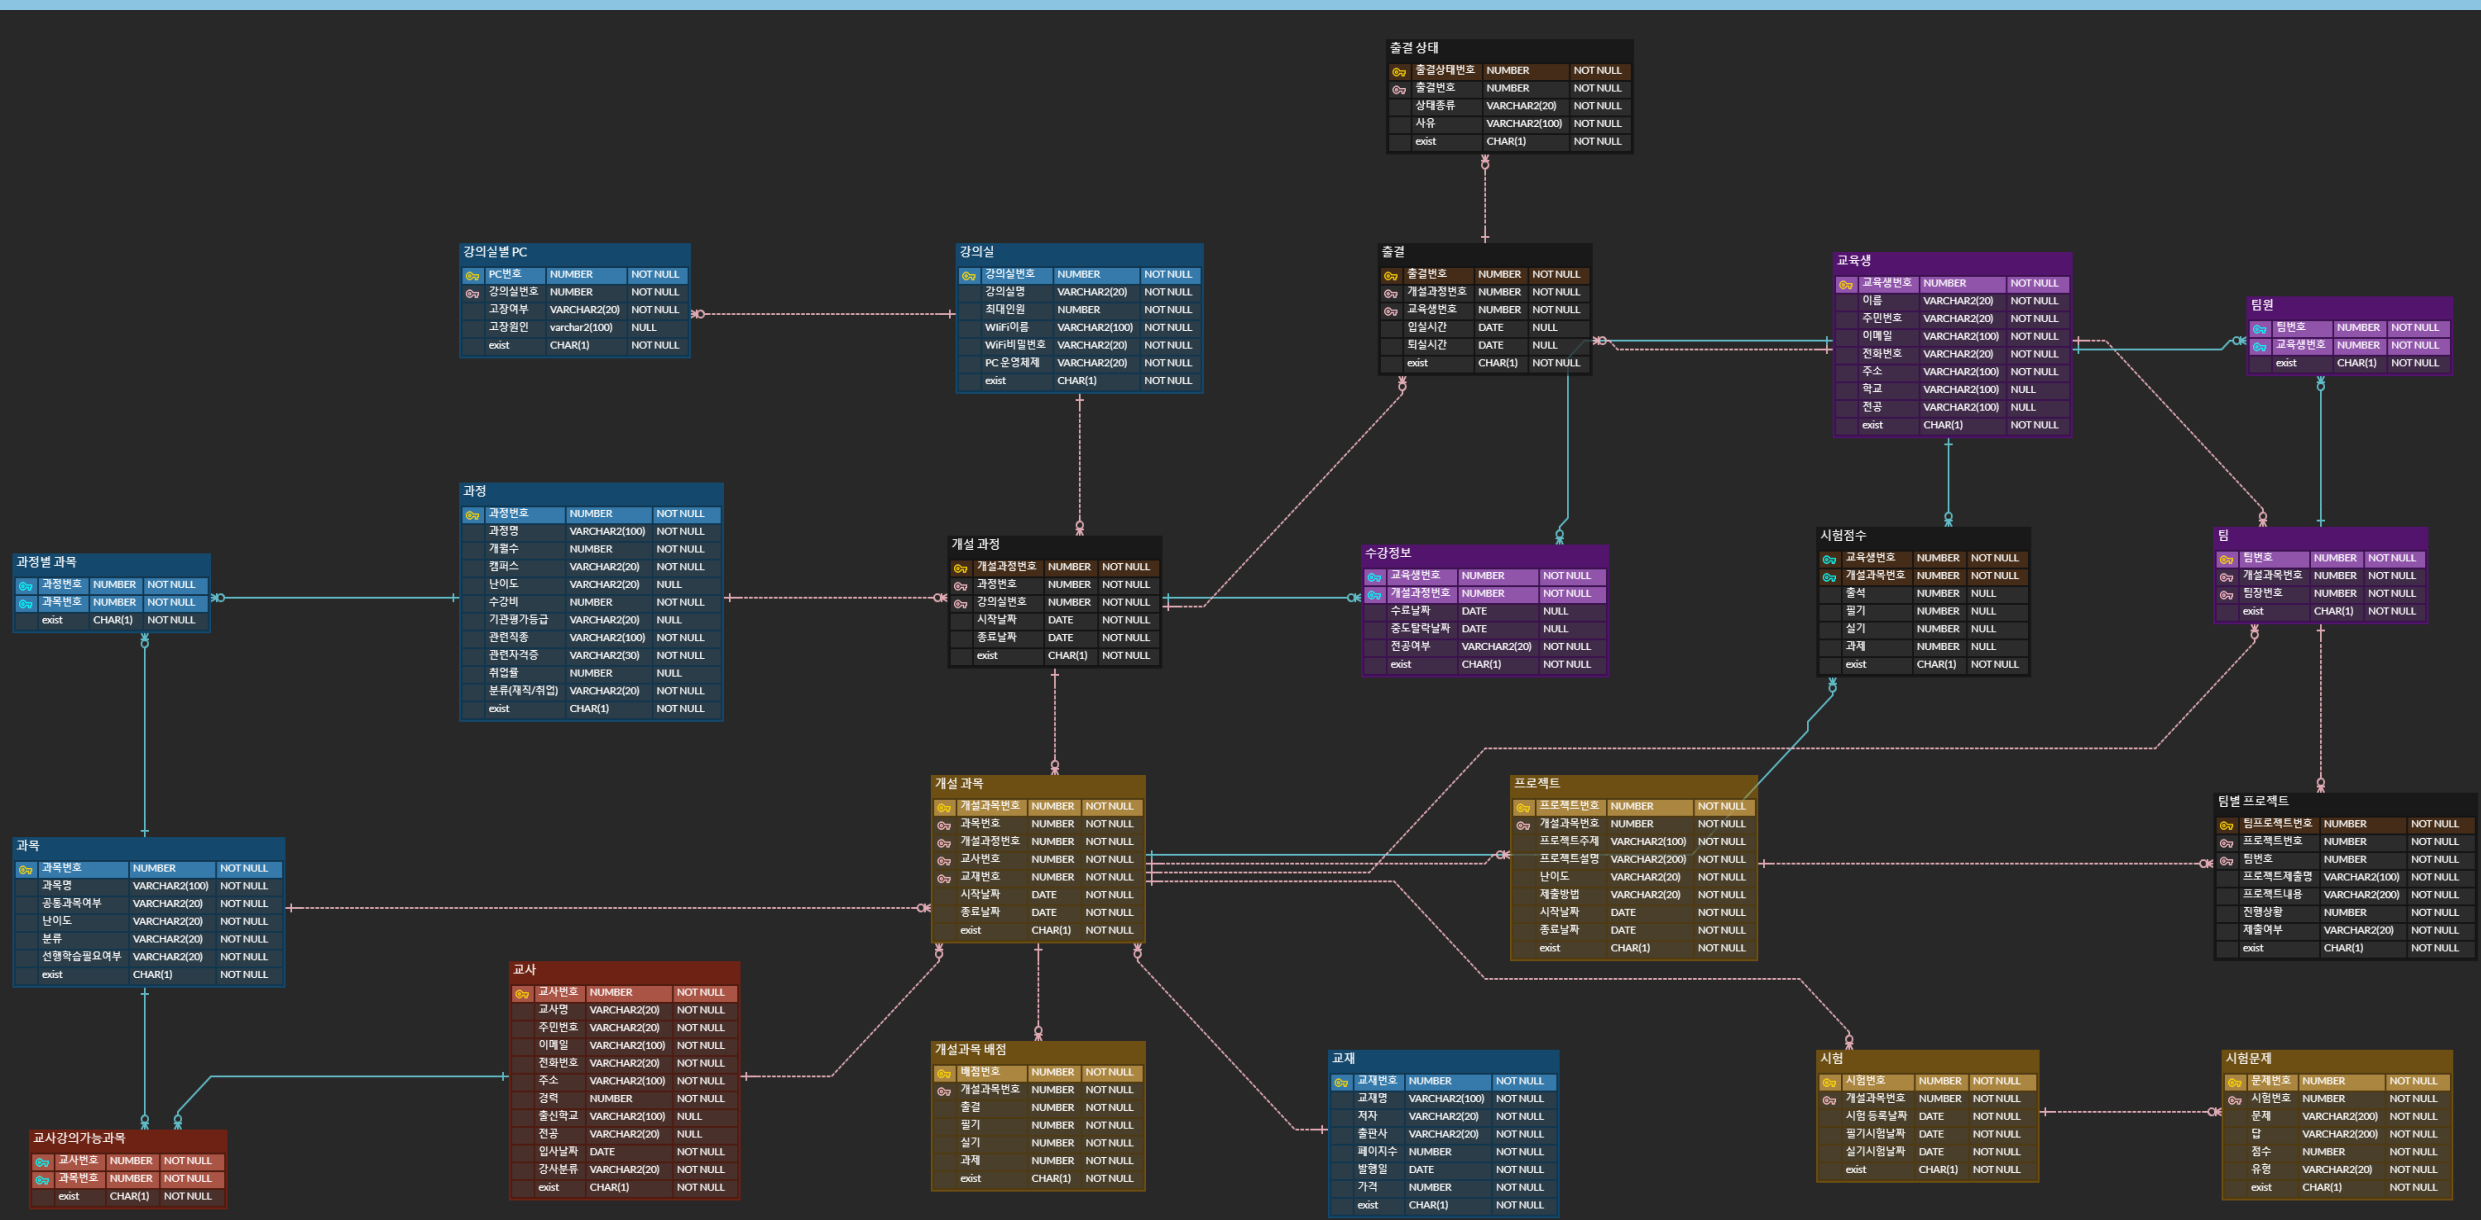 출결 상태
출결상태번호 NUMBER NOT NULL
출결번호 NUMBER NOT NULL
상태종류 VARCHAR2(20) NOT NULL
사유 VARCHAR2(100) NOT NULL
exist CHAR(1) NOT NULL
강의실별 PC
PC번호 NUMBER NOT NULL
강의실번호 NUMBER NOT NULL
고장여부 VARCHAR2(20) NOT NULL
고장원인 varchar2(100) NULL
exist CHAR(1) NOT NULL
강의실
강의실번호 NUMBER NOT NULL
강의실명 VARCHAR2(20) NOT NULL
최대인원 NUMBER NOT NULL
WIiFi이름 VARCHAR2(100) NOT NULL
WiFi비밀번호 VARCHAR2(20) NOT NULL
PC 운영체제 VARCHAR2(20) NOT NULL
exist CHAR(1) NOT NULL
출결
출결번호 NUMBER NOT NULL
개설과정번호 NUMBER NOT NULL
교육생번호 NUMBER NOT NULL
입실시간 DATE NULL
퇴실시간 DATE NULL
exist CHAR(1) NOT NULL
교육생
교육생번호 NUMBER NOT NULL
이름 VARCHAR2(20) NOT NULL
주민번호 VARCHAR2(20) NOT NULL
이메일 VARCHAR2(100) NOT NULL
전화번호 VARCHAR2(20) NOT NULL
주소 VARCHAR2(100) NOT NULL
학교 VARCHAR2(100) NULL
전공 VARCHAR2(100) NULL
exist CHAR(1) NOT NULL
팀원
팀번호 NUMBER NOT NULL
교육생번호 NUMBER NOT NULL
exist CHAR(1) NOT NULL
과정별 과목
과정번호 NUMBER NOT NULL
과목번호 NUMBER NOT NULL
exist CHAR(1) NOT NULL
과정
과정번호 NUMBER NOT NULL
과정명 VARCHAR2(100) NOT NULL
개월수 NUMBER NOT NULL
캠퍼스 VARCHAR2(20) NOT NULL
난이도 VARCHAR2(20) NULL
수강비 NUMBER NOT NULL
기관평가등급 VARCHAR2(20) NULL
관련직종 VARCHAR2(100) NOT NULL
관련자격증 VARCHAR2(30) NOT NULL
취업률 NUMBER NULL
분류(재직/취업) VARCHAR2(20) NOT NULL
exist CHAR(1) NOT NULL
개설 과정
개설과정번호 NUMBER NOT NULL
과정번호 NUMBER NOT NULL
강의실번호 NUMBER NOT NULL
시작날짜 DATE NOT NULL
종료날짜 DATE NOT NULL
exist CHAR(1) NOT NULL
수강정보
교육생번호 NUMBER NOT NULL
개설과정번호 NUMBER NOT NULL
수료날짜 DATE NULL
중도탈락날짜 DATE NULL
전공여부 VARCHAR2(20) NOT NULL
exist CHAR(1) NOT NULL
시험점수
교육생번호 NUMBER NOT NULL
개설과목번호 NUMBER NOT NULL
출석 NUMBER NULL
필기 NUMBER NULL
실기 NUMBER NULL
과제 NUMBER NULL
exist CHAR(1) NOT NULL
팀
팀번호 NUMBER NOT NULL
개설과목번호 NUMBER NOT NULL
팀장번호 NUMBER NOT NULL
exist CHAR(1) NOT NULL
과목
과목번호 NUMBER NOT NULL
과목명 VARCHAR2(100) NOT NULL
공통과목여부 VARCHAR2(20) NOT NULL
난이도 VARCHAR2(20) NOT NULL
분류 VARCHAR2(20) NOT NULL
선행학습필요여부 VARCHAR2(20) NOT NULL
exist CHAR(1) NOT NULL
개설 과목
개설과목번호 NUMBER NOT NULL
과목번호 NUMBER NOT NULL
개설과정번호 NUMBER NOT NULL
교사번호 NUMBER NOT NULL
교재번호 NUMBER NOT NULL
시작날짜 DATE NOT NULL
종료날짜 DATE NOT NULL
exist CHAR(1) NOT NULL
프로젝트
프로젝트번호 NUMBER NOT NULL
개설과목번호 NUMBER NOT NULL
프로젝트주제 VARCHAR2(100) NOT NULL
프로젝트설명 VARCHAR2(200) NOT NULL
난이도 VARCHAR2(20) NOT NULL
제출방법 VARCHAR2(20) NOT NULL
시작날짜 DATE NOT NULL
종료날짜 DATE NOT NULL
exist CHAR(1) NOT NULL
팀별 프로젝트
팀프로젝트번호 NUMBER NOT NULL
프로젝트번호 NUMBER NOT NULL
팀번호 NUMBER NOT NULL
프로젝트제출명 VARCHAR2(100) NOT NULL
프로젝트내용 VARCHAR2(200) NOT NULL
진행상황 NUMBER NOT NULL
제출여부 VARCHAR2(20) NOT NULL
exist CHAR(1) NOT NULL
교사
교사번호 NUMBER NOT NULL
교사명 VARCHAR2(20) NOT NULL
주민번호 VARCHAR2(20) NOT NULL
이메일 VARCHAR2(100) NOT NULL
전화번호 VARCHAR2(20) NOT NULL
주소 VARCHAR2(100) NOT NULL
경력 NUMBER NOT NULL
출신학교 VARCHAR2(100) NULL
전공 VARCHAR2(20) NULL
입사날짜 DATE NOT NULL
강사분류 VARCHAR2(20) NOT NULL
exist CHAR(1) NOT NULL
개설과목 배점
배점번호 NUMBER NOT NULL
개설과목번호 NUMBER NOT NULL
출결 NUMBER NOT NULL
필기 NUMBER NOT NULL
실기 NUMBER NOT NULL
과제 NUMBER NOT NULL
exist CHAR(1) NOT NULL
교재
교재번호 NUMBER NOT NULL
교재명 VARCHAR2(100) NOT NULL
저자 VARCHAR2(20) NOT NULL
출판사 VARCHAR2(20) NOT NULL
페이지수 NUMBER NOT NULL
발행일 DATE NOT NULL
가격 NUMBER NOT NULL
exist CHAR(1) NOT NULL
시험
시험번호 NUMBER NOT NULL
개설과목번호 NUMBER NOT NULL
시험 등록날짜 DATE NOT NULL
필기시험날짜 DATE NOT NULL
실기시험날짜 DATE NOT NULL
exist CHAR(1) NOT NULL
시험문제
문제번호 NUMBER NOT NULL
시험번호 NUMBER NOT NULL
문제 VARCHAR2(200) NOT NULL
답 VARCHAR2(200) NOT NULL
점수 NUMBER NOT NULL
유형 VARCHAR2(20) NOT NULL
exist CHAR(1) NOT NULL
교사강의가능과목
교사번호 NUMBER NOT NULL
과목번호 NUMBER NOT NULL
exist CHAR(1) NOT NULL